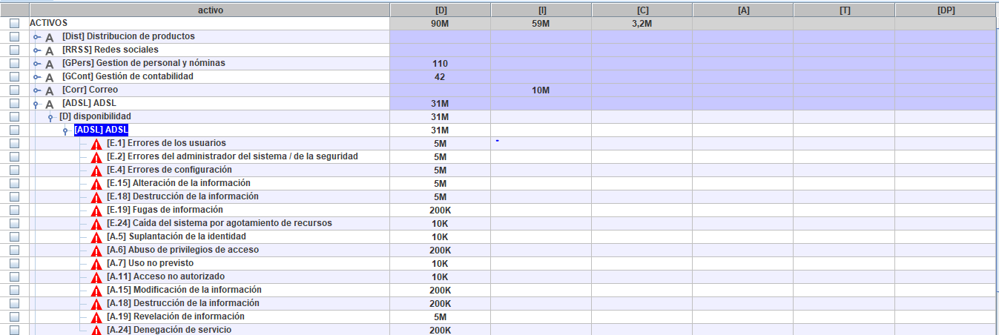 activo [D] [I] [C] [A] [T] [DP]
ACTIVOS 90M 59M 3,2M
A [Dist] Distribucion de productos
A [RRSS] Redes sociales
A [GPers] Gestion de personal y nóminas 110
A [GCont] Gestión de contabilidad 42
A [Corr] Correo 10M
A [ADSL] ADSL 31M
[D] disponibilidad 31M
[ADSL] ADSL 31M
[E.1] Errores de los usuarios 5M -
[E.2] Errores del administrador del sistema / de la seguridad 5M
[E.4] Errores de configuración 5M
[E.15] Alteración de la información 5M
[E.18] Destrucción de la información 5M
[E.19] Fugas de información 200K
[E.24] Caída del sistema por agotamiento de recursos 10K
[A.5] Suplantación de la identidad 10K
[A.6] Abuso de privilegios de acceso 200K
[A.7] Uso no previsto 10K
[A.11] Acceso no autorizado 10K
[A.15] Modificación de la información 200K
[A.18] Destrucción de la información 200K
[A.19] Revelación de información 5M
[A.24] Denegación de servicio 200K